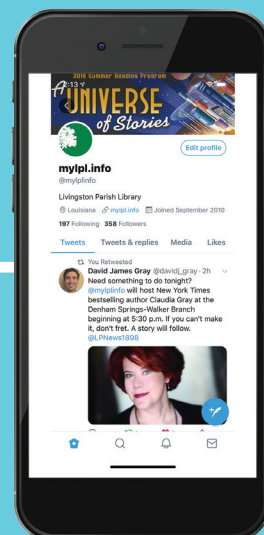 2019 Summer Reading Program
2:13
A UNIVERSE
of Stories
Edit profile
mylpl.info
@mylplinfo
Livingston Parish Library
Louisiana mylpl.info Joined September 2010
197 Following 358 Followers
Tweets Tweets & replies Media Likes
You Retweeted
David James Gray @davidj_gray · 2h
Need something to do tonight?
@mylplinfo will host New York Times
bestselling author Claudia Gray at the
Denham Springs-Walker Branch
beginning at 5:30 p.m. If you can't make
it, don't fret. A story will follow.
@LPNews1898